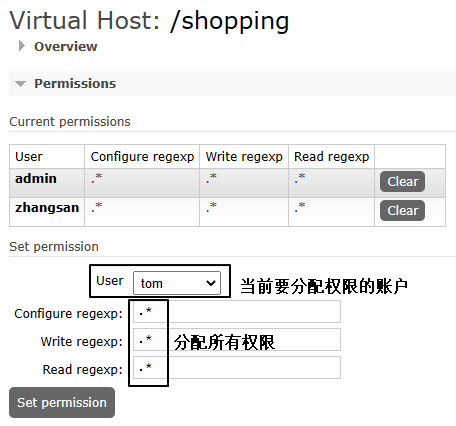 Virtual Host: /shopping
Overview
Permissions
Current permissions
User Configure regexp Write regexp Read regexp
admin .* .* .* Clear
zhangsan .* .* .* Clear
Set permission
User tom 当前要分配权限的账户
Configure regexp: .*
Write regexp: .* 分配所有权限
Read regexp: .*
Set permission